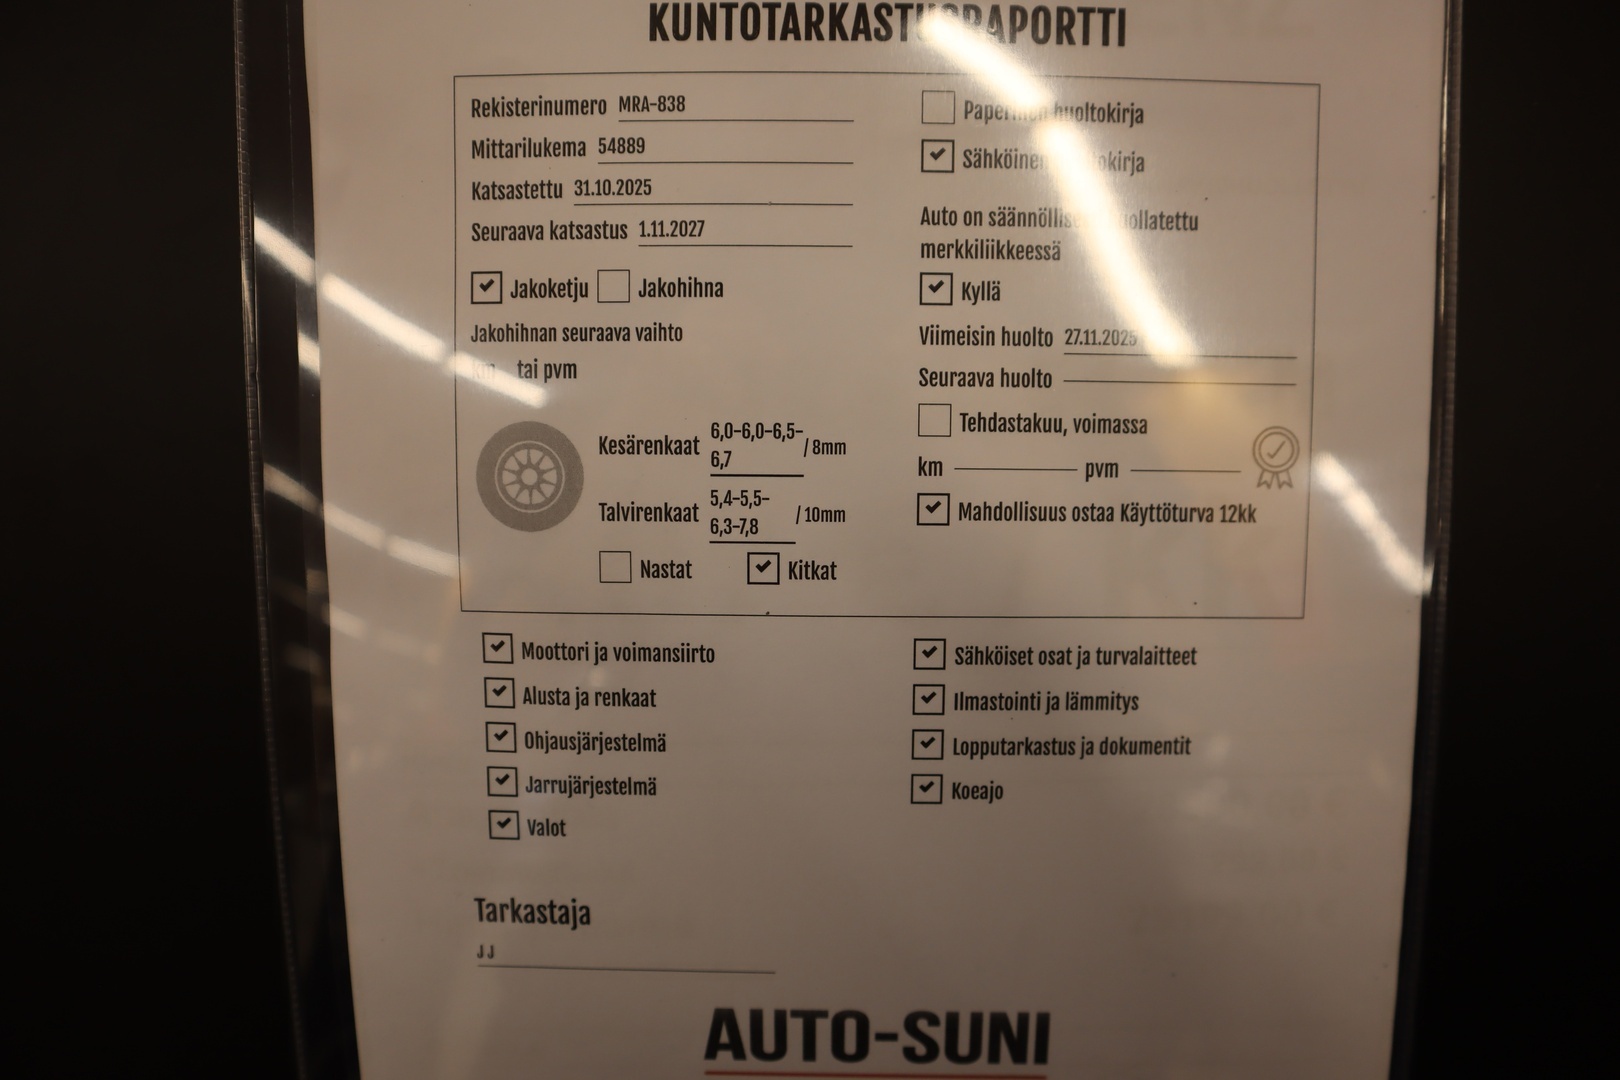 KUNTOTARKASTUSRAPORTTI
Rekisterinumero MRA-838
Mittarilukema 54889
Katsastettu 31.10.2025
Seuraava katsastus 1.11.2027
Jakoketju Jakohihna
Jakohihnan seuraava vaihto
km tai pvm
Kesärenkaat 6,0-6,0-6,5-
6,7 / 8mm
Talvirenkaat 5,4-5,5-
6,3-7,8 / 10mm
Nastat Kitkat
Paperinen huoltokirja
Sähköinen huoltokirja
Auto on säännöllisesti huollatettu
merkkiliikkeessä
Kyllä
Viimeisin huolto 27.11.2025
Seuraava huolto
Tehdastakuu, voimassa
km pvm
Mahdollisuus ostaa Käyttöturva 12kk
Moottori ja voimansiirto
Alusta ja renkaat
Ohjausjärjestelmä
Jarrujärjestelmä
Valot
Sähköiset osat ja turvalaitteet
Ilmastointi ja lämmitys
Lopputarkastus ja dokumentit
Koeajo
Tarkastaja
J J
AUTO-SUNI